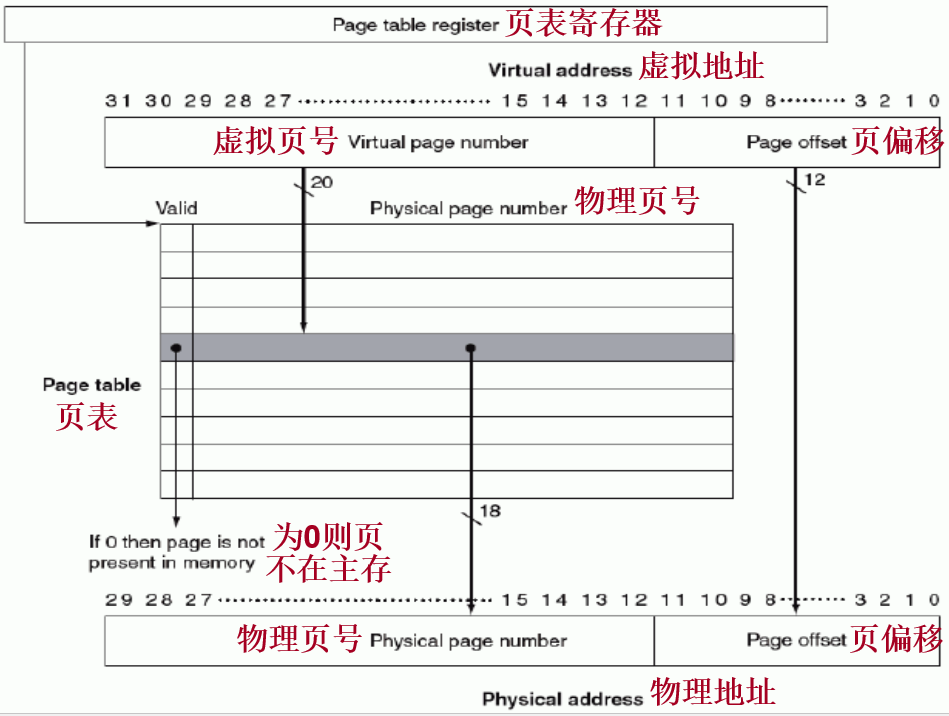 Page table register 页表寄存器
Virtual address 虚拟地址
31 30 29 28 27 ···················· 15 14 13 12 11 10 9 8 ········ 3 2 1 0
虚拟页号 Virtual page number
Page offset 页偏移
20
12
Valid
Physical page number 物理页号
Page table
页表
18
If 0 then page is not present in memory
为0则页
不在主存
29 28 27 ···························· 15 14 13 12 11 10 9 8 ········ 3 2 1 0
物理页号 Physical page number
Page offset 页偏移
Physical address 物理地址